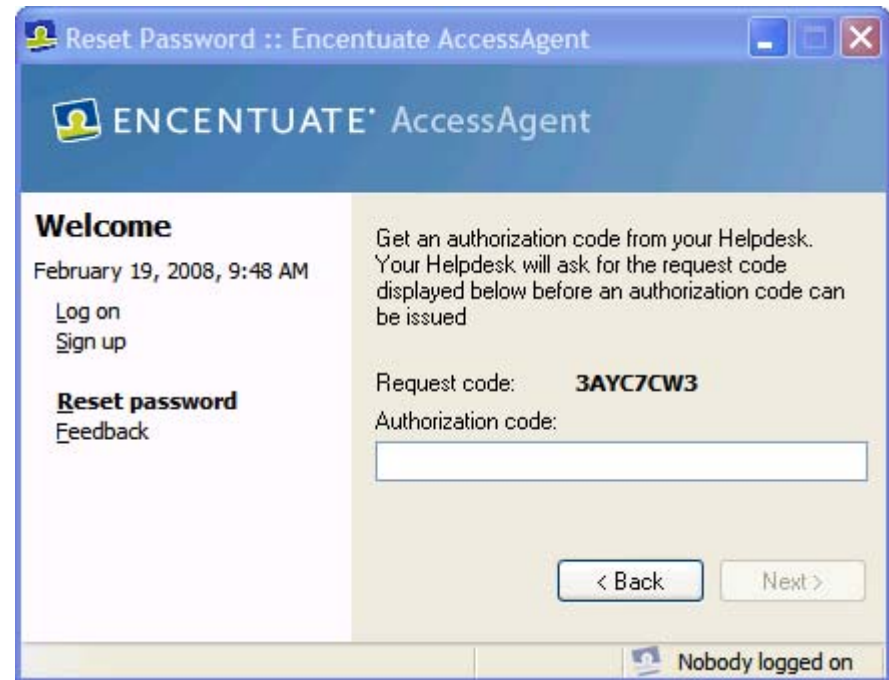 Reset Password :: Encentuate AccessAgent
ENCENTUATE AccessAgent
Welcome
February 19, 2008, 9:48 AM
Log on
Sign up
Reset password
Feedback
Get an authorization code from your Helpdesk.
Your Helpdesk will ask for the request code
displayed below before an authorization code can
be issued
Request code: 3AYC7CW3
Authorization code:
< Back
Next >
Nobody logged on